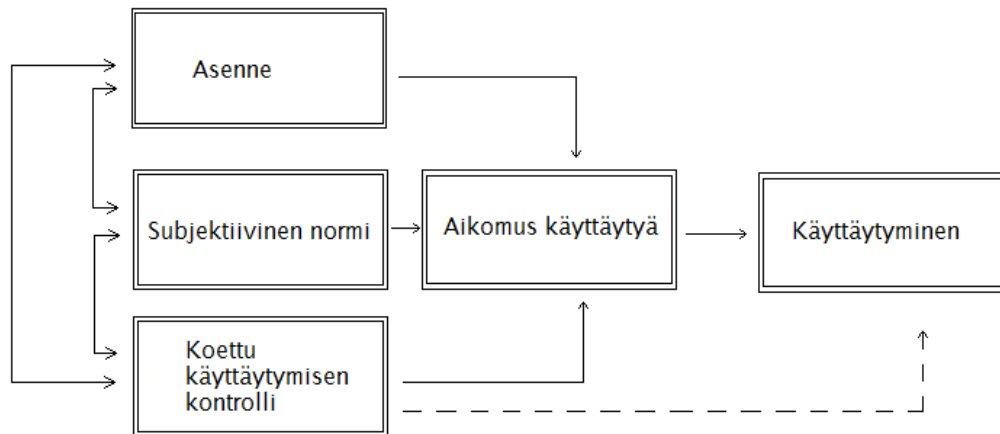 Asenne
Subjektiivinen normi
Aikomus käyttäytyä
Käyttäytyminen
Koettu
käyttäytymisen
kontrolli